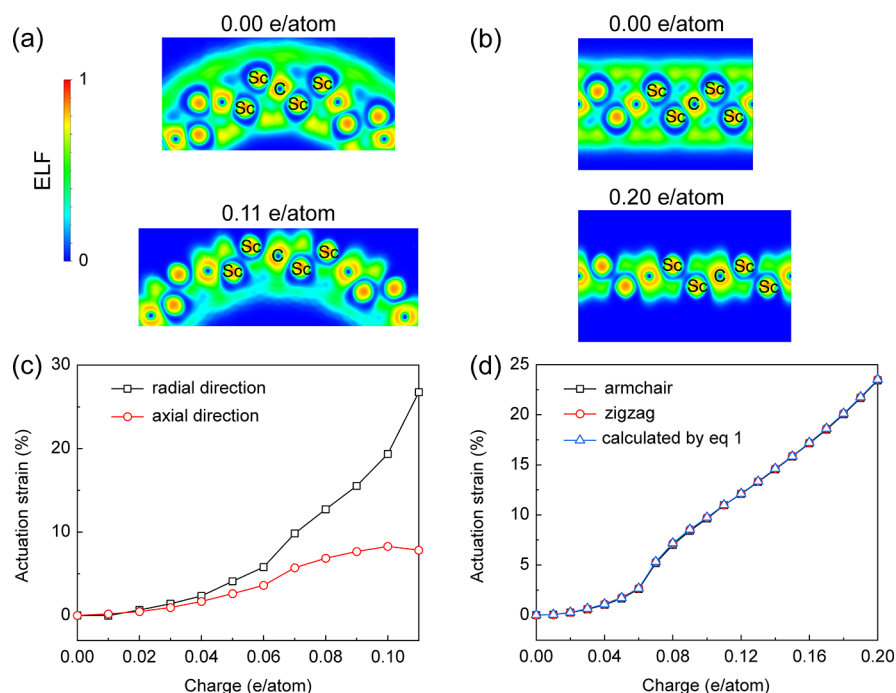 (a)
0.00 e/atom
(b)
0.00 e/atom
1
ELF
0
Sc
C
Sc
Sc
Sc
Sc
Sc
C
Sc
Sc
0.11 e/atom
0.20 e/atom
Sc
C
Sc
Sc
Sc
Sc
Sc
C
Sc
Sc
(c)
30
20
10
0
Actuation strain (%)
radial direction
axial direction
0.00
0.02
0.04
0.06
0.08
0.10
Charge (e/atom)
(d)
25
20
15
10
5
0
Actuation strain (%)
armchair
zigzag
calculated by eq 1
0.00
0.04
0.08
0.12
0.16
0.20
Charge (e/atom)